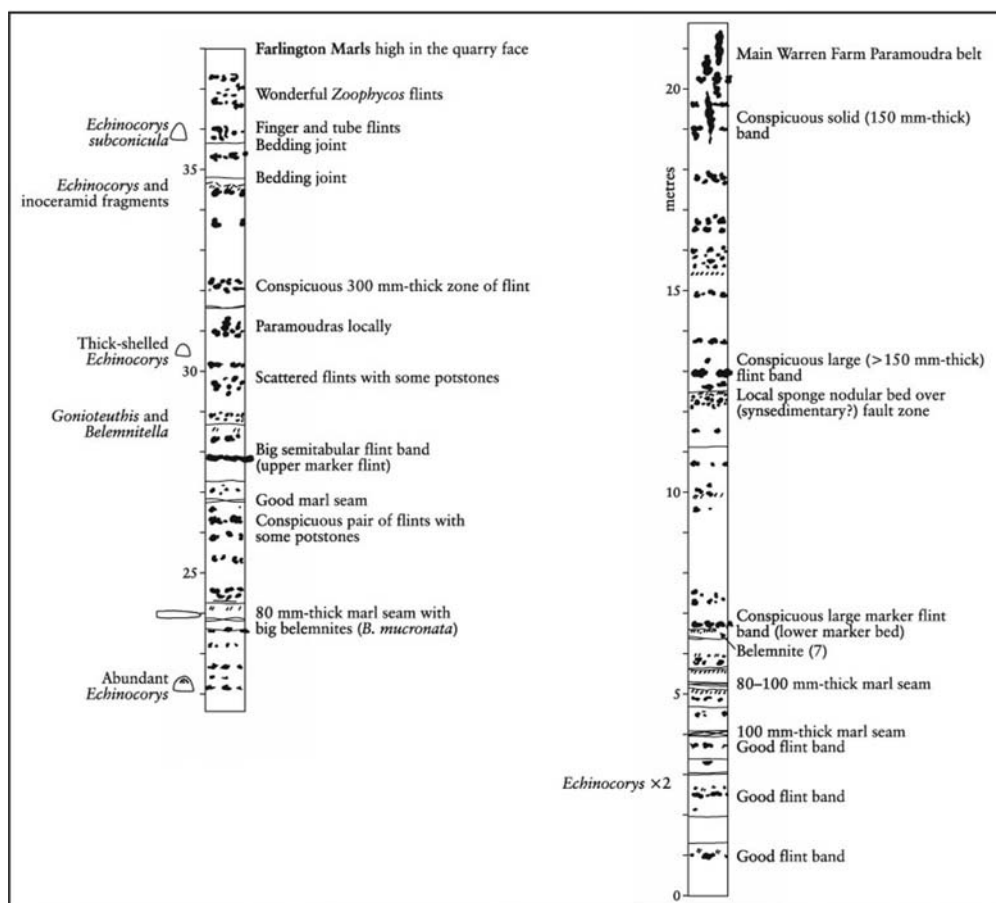 Farlington Marls high in the quarry face
Wonderful Zoophycos flints
Echinocorys
subconicula
Finger and tube flints
Bedding joint
35
Bedding joint
Echinocorys and
inoceramid fragments
Conspicuous 300 mm-thick zone of flint
Paramoudras locally
Thick-shelled
Echinocorys
30
Scattered flints with some potstones
Gonioteuthis and
Belemnitella
Big semitabular flint band
(upper marker flint)
Good marl seam
Conspicuous pair of flints with
some potstones
25
80 mm-thick marl seam with
big belemnites (B. mucronata)
Abundant
Echinocorys
Main Warren Farm Paramoudra belt
20
Conspicuous solid (150 mm-thick)
band
metres
15
Conspicuous large (>150 mm-thick)
flint band
Local sponge nodular bed over
(synsedimentary?) fault zone
10
Conspicuous large marker flint
band (lower marker bed)
Belemnite (7)
80–100 mm-thick marl seam
5
100 mm-thick marl seam
Good flint band
Echinocorys ×2
Good flint band
Good flint band
0